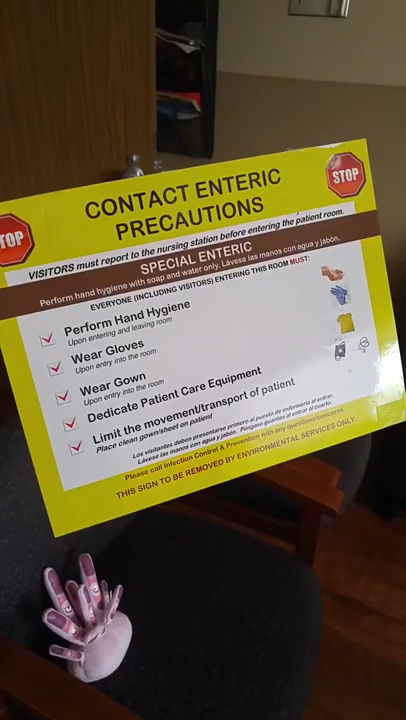 STOP
CONTACT ENTERIC
PRECAUTIONS
TOP
VISITORS must report to the nursing station before entering the patient room.
SPECIAL ENTERIC
Perform hand hygiene with soap and water only. Lávese las manos con agua y jabón.
EVERYONE (INCLUDING VISITORS) ENTERING THIS ROOM MUST:
Perform Hand Hygiene
Upon entering and leaving room
Wear Gloves
Upon entry into the room
Wear Gown
Upon entry into the room
Dedicate Patient Care Equipment
Limit the movement/transport of patient
Place clean gown/sheet on patient
Los visitantes deben presentarse primero al puesto de enfermería al entrar.
Lávese las manos con agua y jabón. Póngase guantes al entrar al cuarto.
Please call Infection Control & Prevention with any questions/concerns.
THIS SIGN TO BE REMOVED BY ENVIRONMENTAL SERVICES ONLY.